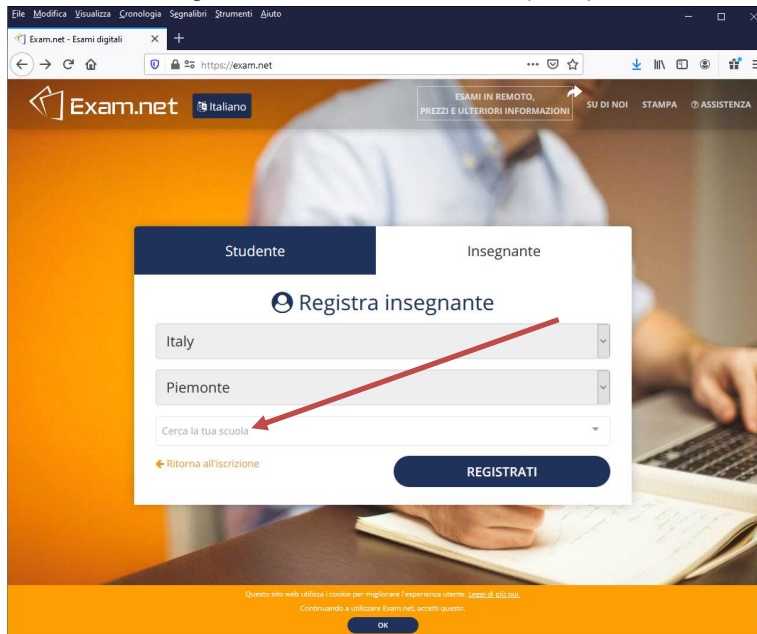 File Modifica Visualizza Cronologia Segnalibri Strumenti Aiuto
Exam.net - Esami digitali
https://exam.net
Exam.net
Italiano
ESAMI IN REMOTO,
PREZZI E ULTERIORI INFORMAZIONI
SU DI NOI STAMPA ASSISTENZA
Studente Insegnante
Registra insegnante
Italy
Piemonte
Cerca la tua scuola
Ritorna all'iscrizione
REGISTRATI
Questo sito web utilizza i cookie per migliorare l'esperienza utente. Leggi di più qui.
Continuando a utilizzare Exam.net, accetti questo.
OK